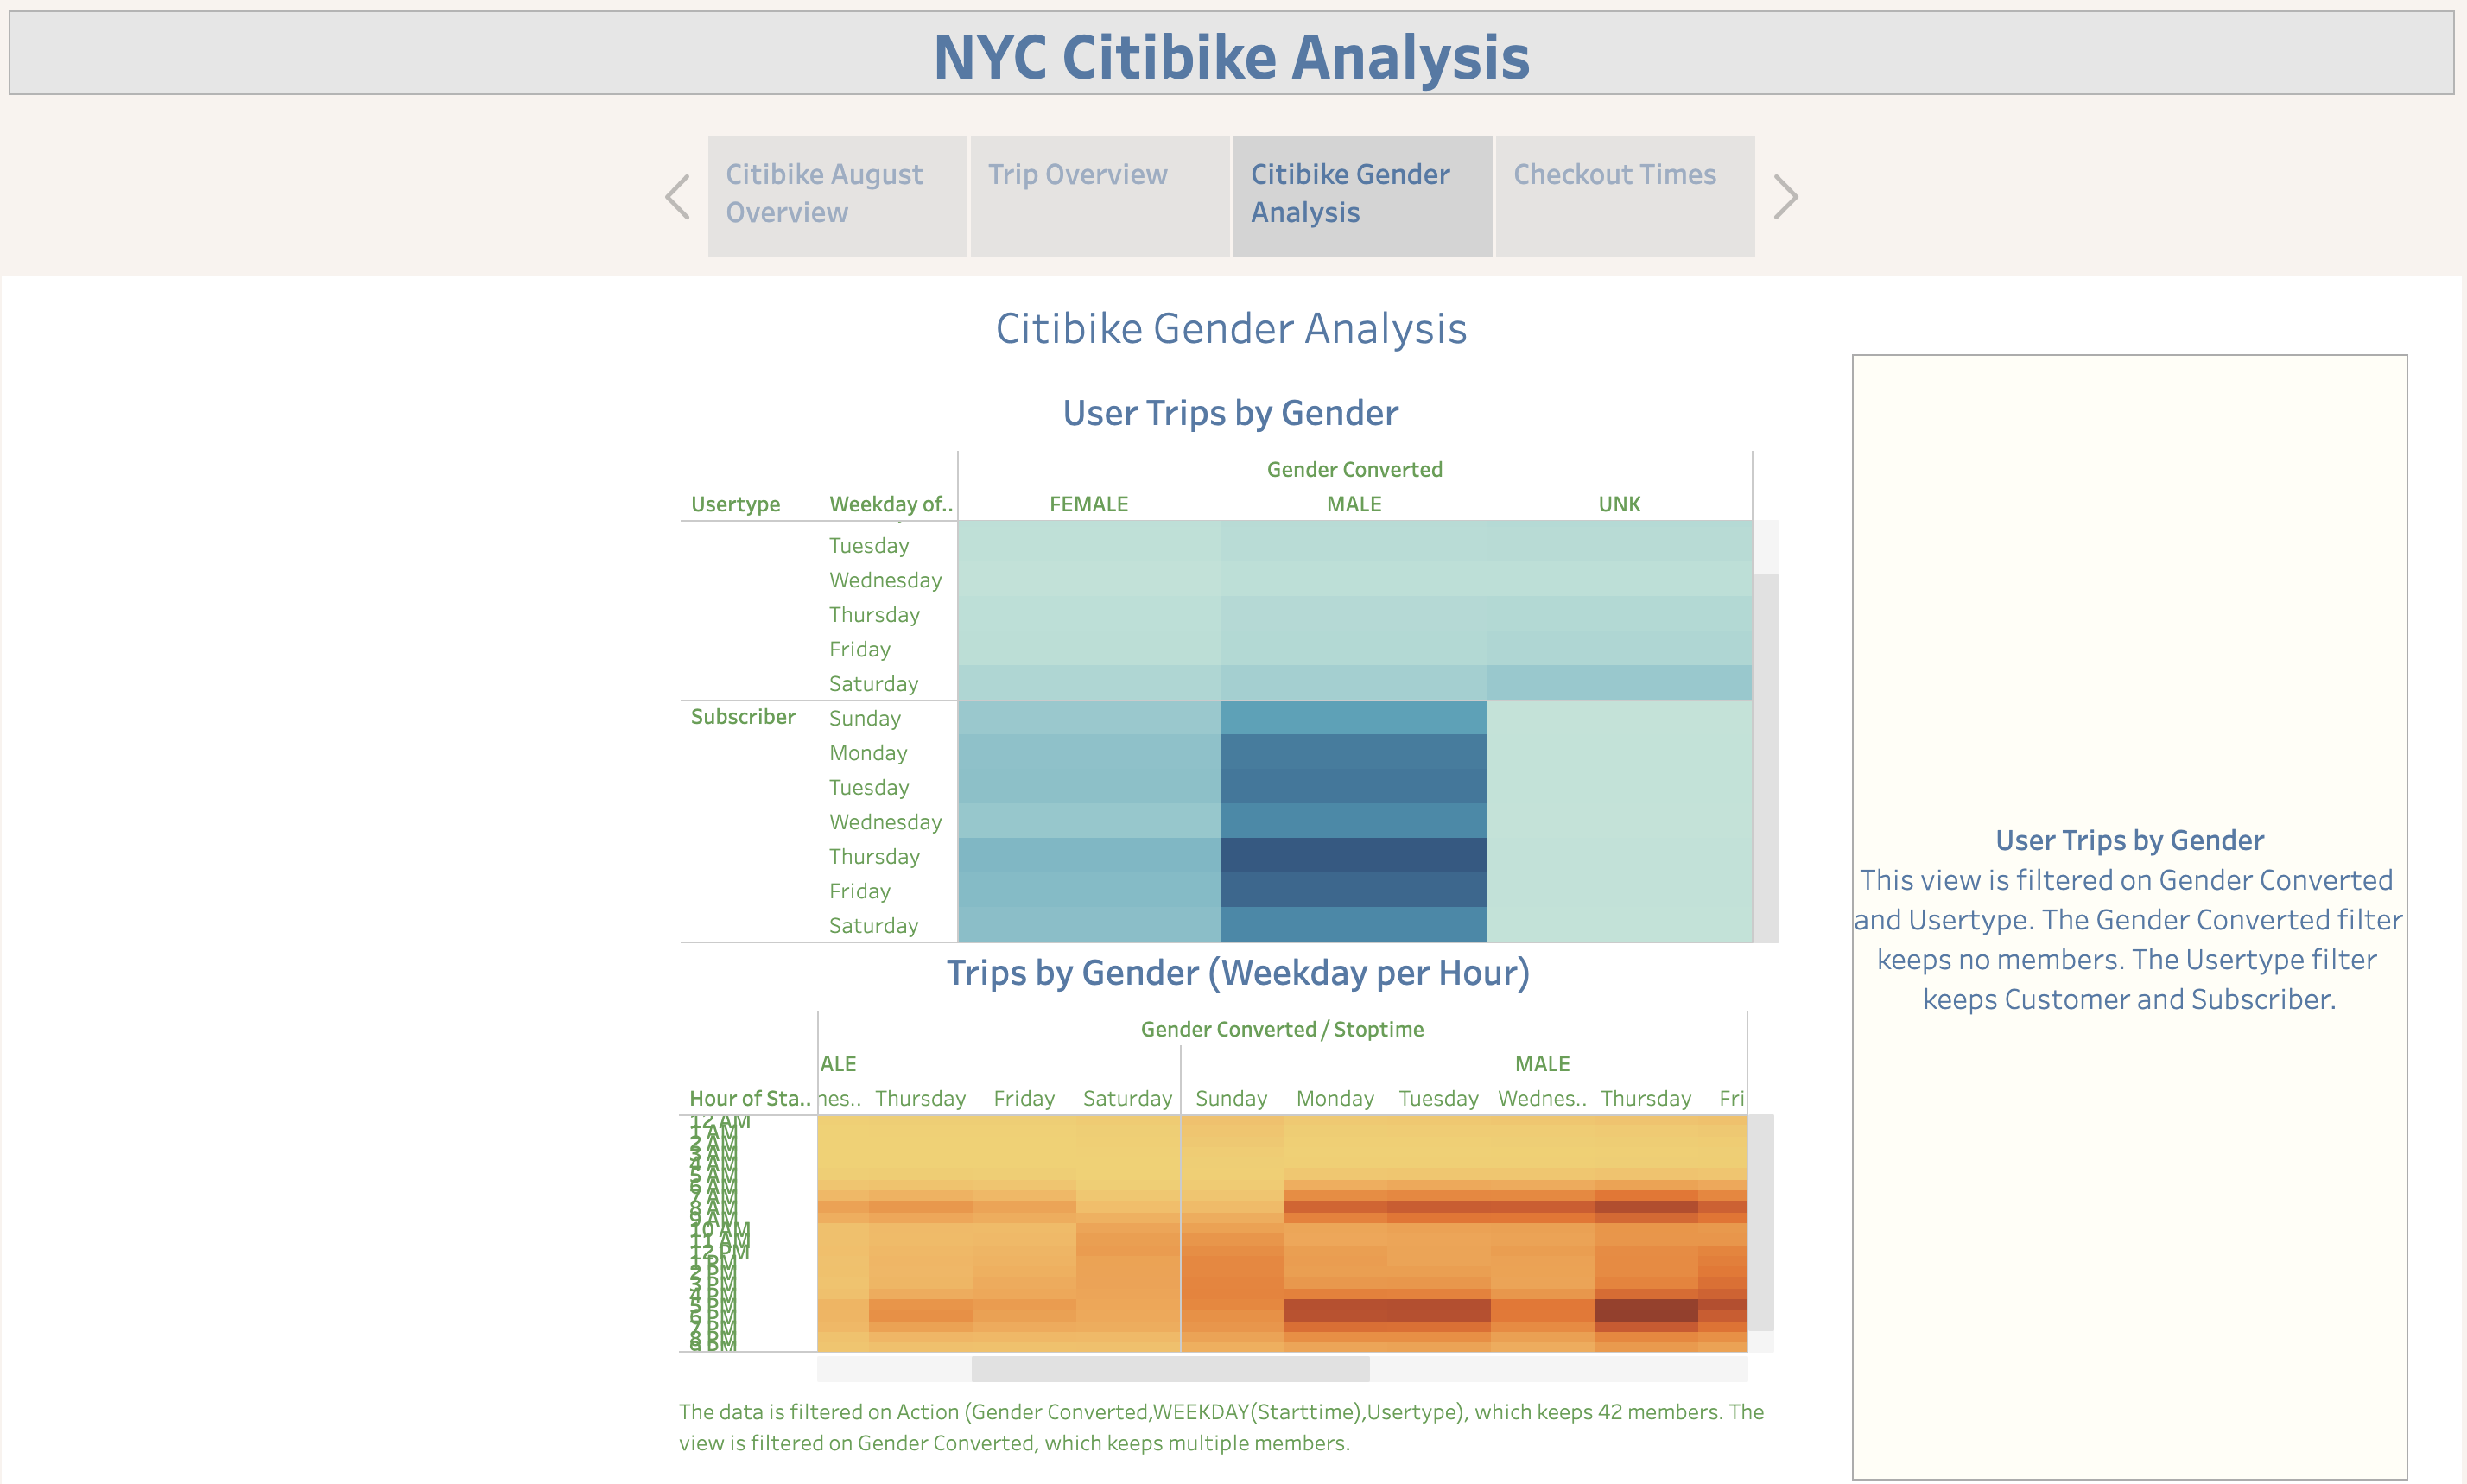 NYC Citibike Analysis
Citibike August
Overview
Trip Overview
Citibike Gender
Analysis
Checkout Times
Citibike Gender Analysis
User Trips by Gender
Gender Converted
Usertype Weekday of.. FEMALE MALE UNK
Tuesday
Wednesday
Thursday
Friday
Saturday
Subscriber Sunday
Monday
Tuesday
Wednesday
Thursday
Friday
Saturday
Trips by Gender (Weekday per Hour)
Gender Converted / Stoptime
ALE MALE
Hour of Sta.. nes.. Thursday Friday Saturday Sunday Monday Tuesday Wednes.. Thursday Fri
12 AM
1 AM
2 AM
3 AM
4 AM
5 AM
6 AM
7 AM
8 AM
9 AM
10 AM
11 AM
12 PM
1 PM
2 PM
3 PM
4 PM
5 PM
6 PM
7 PM
8 PM
9 PM
The data is filtered on Action (Gender Converted,WEEKDAY(Starttime),Usertype), which keeps 42 members. The
view is filtered on Gender Converted, which keeps multiple members.
User Trips by Gender
This view is filtered on Gender Converted
and Usertype. The Gender Converted filter
keeps no members. The Usertype filter
keeps Customer and Subscriber.